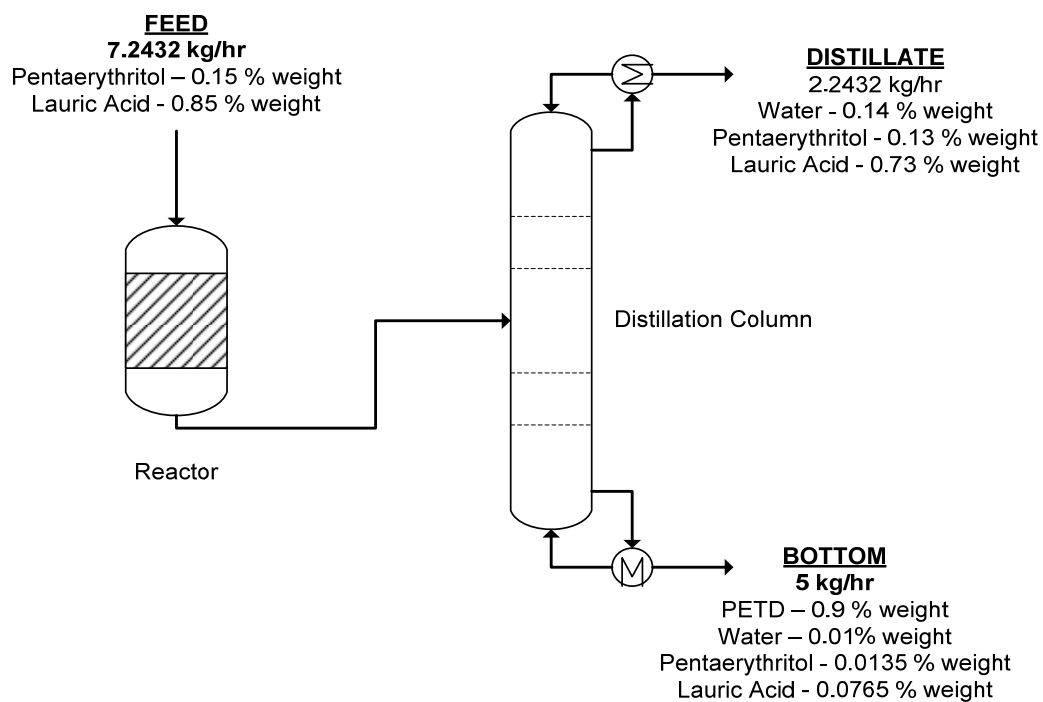 FEED
7.2432 kg/hr
Pentaerythritol – 0.15 % weight
Lauric Acid - 0.85 % weight
DISTILLATE
2.2432 kg/hr
Water - 0.14 % weight
Pentaerythritol - 0.13 % weight
Lauric Acid - 0.73 % weight
Distillation Column
Reactor
BOTTOM
5 kg/hr
PETD – 0.9 % weight
Water – 0.01% weight
Pentaerythritol - 0.0135 % weight
Lauric Acid - 0.0765 % weight